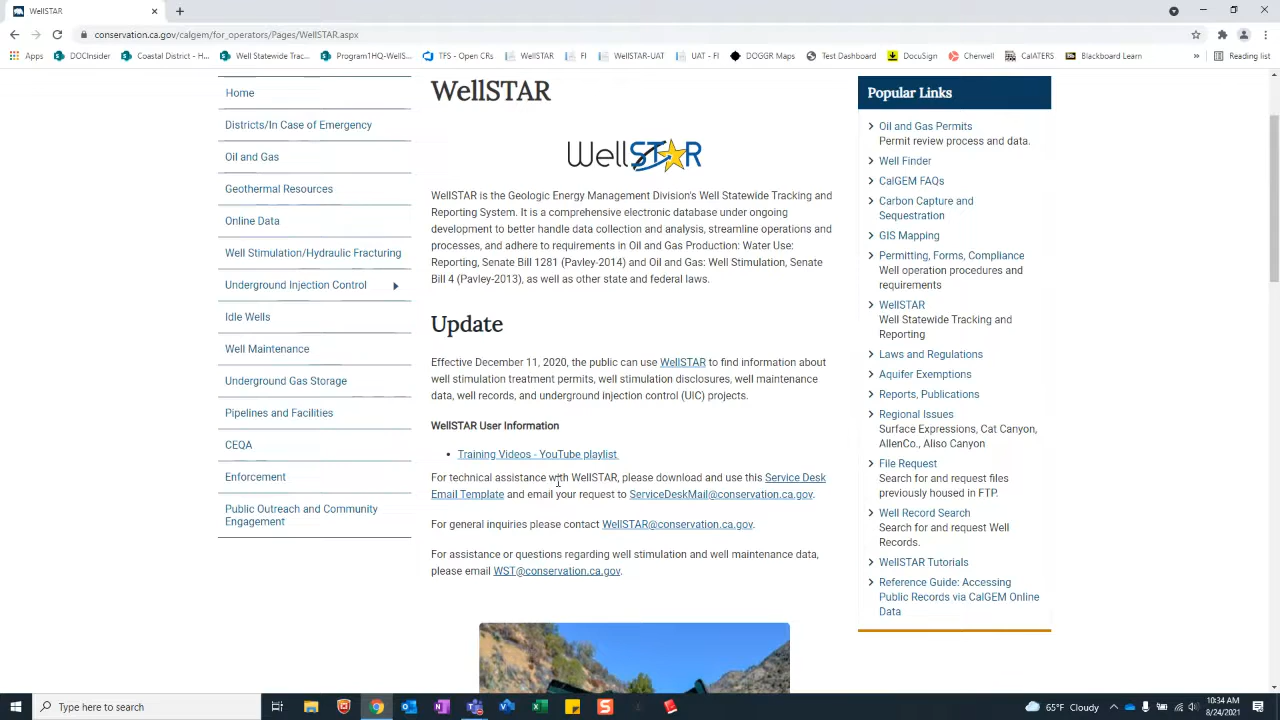 WellSTAR
conservation.ca.gov/calgem/for_operators/Pages/WellSTAR.aspx
Apps
DOCInsider
Coastal District - H...
Well Statewide Trac...
Program1HQ-WellS...
TFS - Open CRs
WellSTAR
FI
WellSTAR-UAT
UAT - FI
DOGGR Maps
Test Dashboard
DocuSign
Cherwell
CalATERS
Blackboard Learn
»
Reading list
Home
Districts/In Case of Emergency
Oil and Gas
Geothermal Resources
Online Data
Well Stimulation/Hydraulic Fracturing
Underground Injection Control
Idle Wells
Well Maintenance
Underground Gas Storage
Pipelines and Facilities
CEQA
Enforcement
Public Outreach and Community
Engagement
WellSTAR
WellSTAR
WellSTAR is the Geologic Energy Management Division's Well Statewide Tracking and
Reporting System. It is a comprehensive electronic database under ongoing
development to better handle data collection and analysis, streamline operations and
processes, and adhere to requirements in Oil and Gas Production: Water Use:
Reporting, Senate Bill 1281 (Pavley-2014) and Oil and Gas: Well Stimulation, Senate
Bill 4 (Pavley-2013), as well as other state and federal laws.
Update
Effective December 11, 2020, the public can use WellSTAR to find information about
well stimulation treatment permits, well stimulation disclosures, well maintenance
data, well records, and underground injection control (UIC) projects.
WellSTAR User Information
• Training Videos - YouTube playlist
For technical assistance with WellSTAR, please download and use this Service Desk
Email Template and email your request to ServiceDeskMail@conservation.ca.gov.
For general inquiries please contact WellSTAR@conservation.ca.gov.
For assistance or questions regarding well stimulation and well maintenance data,
please email WST@conservation.ca.gov.
Popular Links
Oil and Gas Permits
Permit review process and data.
Well Finder
CalGEM FAQs
Carbon Capture and
Sequestration
GIS Mapping
Permitting, Forms, Compliance
Well operation procedures and
requirements
WellSTAR
Well Statewide Tracking and
Reporting
Laws and Regulations
Aquifer Exemptions
Reports, Publications
Regional Issues
Surface Expressions, Cat Canyon,
AllenCo., Aliso Canyon
File Request
Search for and request files
previously housed in FTP.
Well Record Search
Search for and request Well
Records.
WellSTAR Tutorials
Reference Guide: Accessing
Public Records via CalGEM Online
Data
Type here to search
65°F Cloudy
10:34 AM
8/24/2021